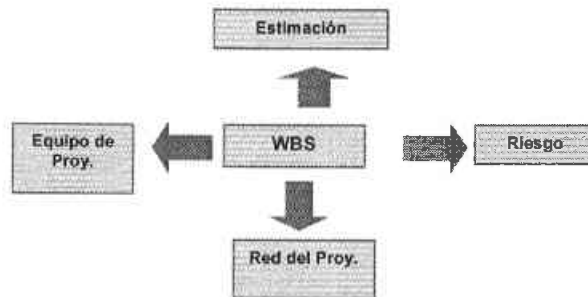 Estimación
Equipo de
Proy.
WBS
Riesgo
Red del Proy.